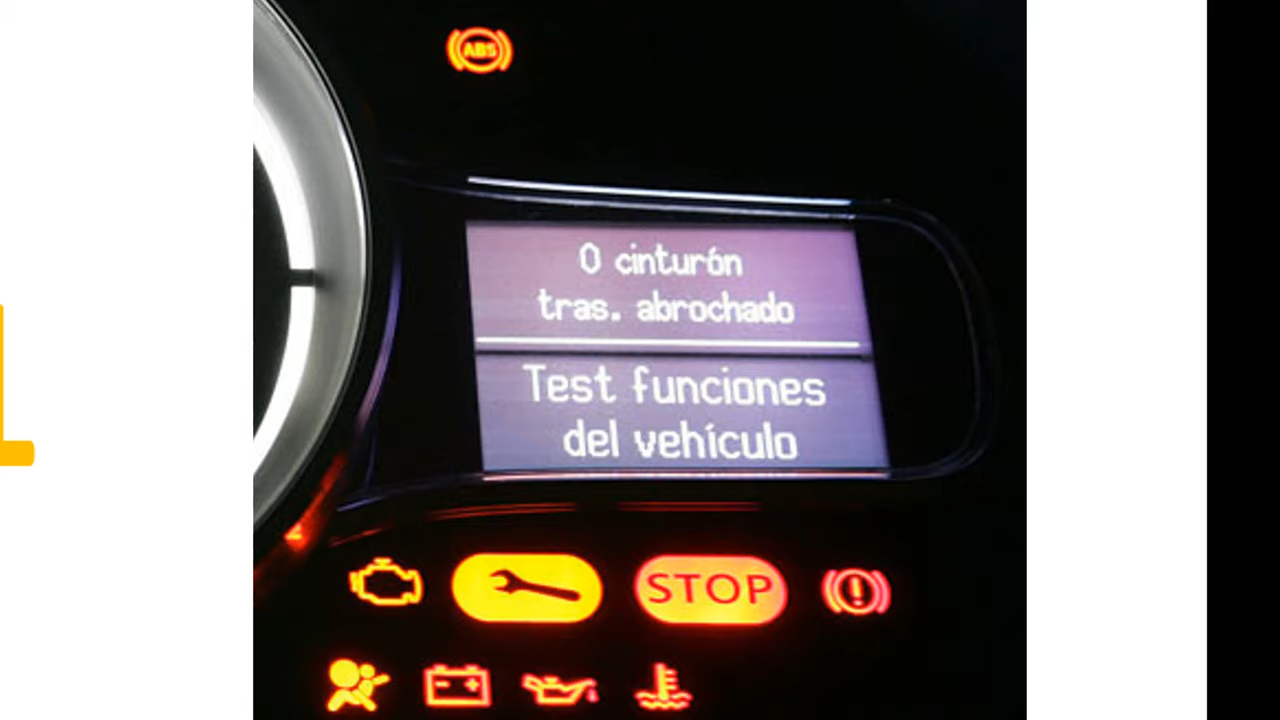 ABS
0 cinturón
tras. abrochado
Test funciones
del vehículo
STOP